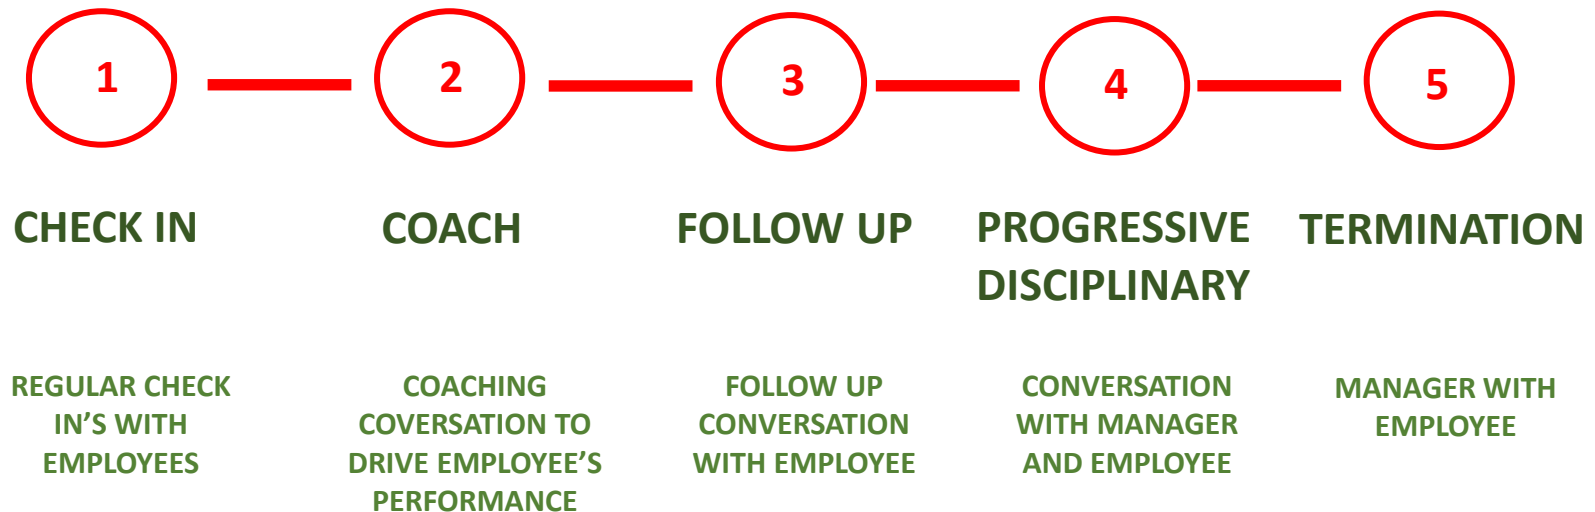 1
2
3
4
5
CHECK IN
COACH
FOLLOW UP
PROGRESSIVE
DISCIPLINARY
TERMINATION
REGULAR CHECK
IN’S WITH
EMPLOYEES
COACHING
COVERSATION TO
DRIVE EMPLOYEE’S
PERFORMANCE
FOLLOW UP
CONVERSATION
WITH EMPLOYEE
CONVERSATION
WITH MANAGER
AND EMPLOYEE
MANAGER WITH
EMPLOYEE